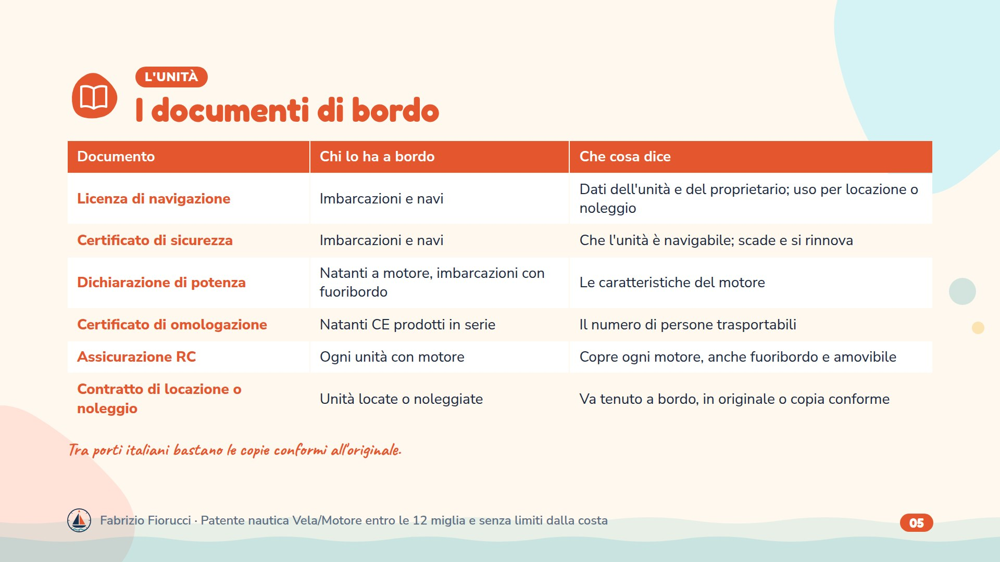 L'UNITÀ
I documenti di bordo
Documento
Chi lo ha a bordo
Che cosa dice
Licenza di navigazione
Imbarcazioni e navi
Dati dell'unità e del proprietario; uso per locazione o
noleggio
Certificato di sicurezza
Imbarcazioni e navi
Che l'unità è navigabile; scade e si rinnova
Dichiarazione di potenza
Natanti a motore, imbarcazioni con
fuoribordo
Le caratteristiche del motore
Certificato di omologazione
Natanti CE prodotti in serie
Il numero di persone trasportabili
Assicurazione RC
Ogni unità con motore
Copre ogni motore, anche fuoribordo e amovibile
Contratto di locazione o
noleggio
Unità locate o noleggiate
Va tenuto a bordo, in originale o copia conforme
Tra porti italiani bastano le copie conformi all'originale.
Fabrizio Fiorucci · Patente nautica Vela/Motore entro le 12 miglia e senza limiti dalla costa
05